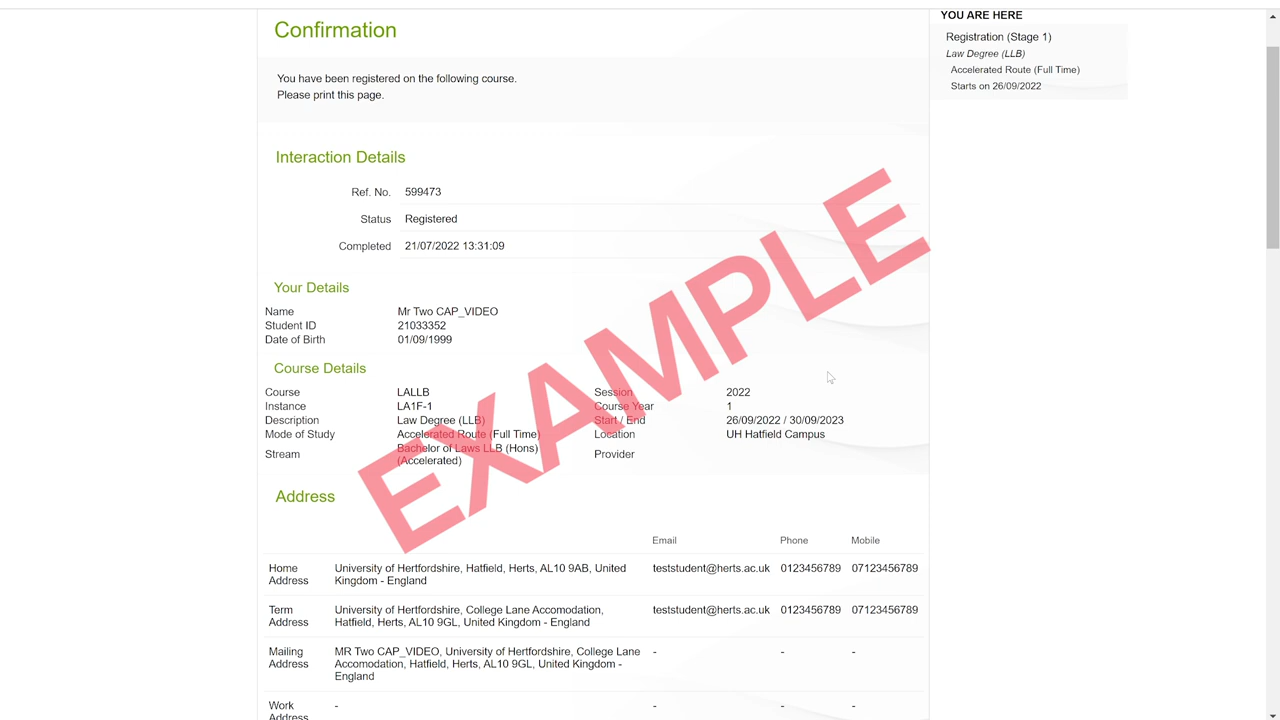 Confirmation
You have been registered on the following course.
Please print this page.
Interaction Details
Ref. No. 599473
Status Registered
Completed 21/07/2022 13:31:09
Your Details
Name Mr Two CAP_VIDEO
Student ID 21033352
Date of Birth 01/09/1999
Course Details
Course LALLB Session 2022
Instance LA1F-1 Course Year 1
Description Law Degree (LLB) Start / End 26/09/2022 / 30/09/2023
Mode of Study Accelerated Route (Full Time) Location UH Hatfield Campus
Stream Bachelor of Laws LLB (Hons) Provider
(Accelerated)
EXAMPLE
Address
Email Phone Mobile
Home University of Hertfordshire, Hatfield, Herts, AL10 9AB, United teststudent@herts.ac.uk 0123456789 07123456789
Address Kingdom - England
Term University of Hertfordshire, College Lane Accomodation, teststudent@herts.ac.uk 0123456789 07123456789
Address Hatfield, Herts, AL10 9GL, United Kingdom - England
Mailing MR Two CAP_VIDEO, University of Hertfordshire, College Lane - - -
Address Accomodation, Hatfield, Herts, AL10 9GL, United Kingdom -
England
Work - - - -
Address
YOU ARE HERE
Registration (Stage 1)
Law Degree (LLB)
Accelerated Route (Full Time)
Starts on 26/09/2022